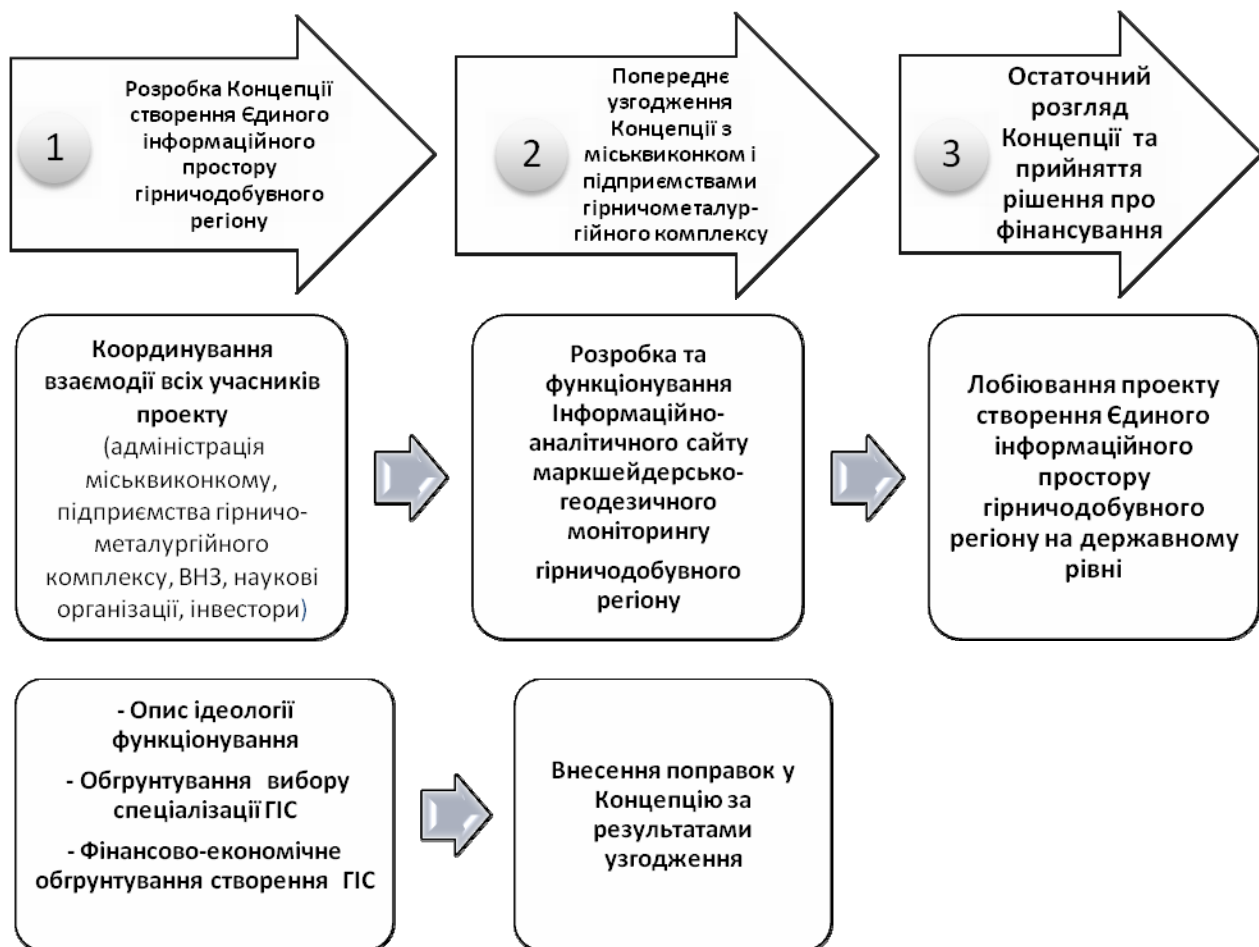 1
Розробка Концепції
створення Єдиного
інформаційного
простору
гірничодобувного
регіону
2
Попереднє
узгодження
Концепції з
міськвиконком і
підприємствами
гірничометалур-
гійного комплексу
3
Остаточний
розгляд
Концепції та
прийняття
рішення про
фінансування
Координування
взаємодії всіх учасників
проекту
(адміністрація
міськвиконкому,
підприємства гірничо-
металургійного
комплексу, ВНЗ, наукові
організації, інвестори)
Розробка та
функціонування
Інформаційно-
аналітичного сайту
маркшейдерсько-
геодезичного
моніторингу
гірничодобувного
регіону
Лобіювання проекту
створення Єдиного
інформаційного
простору
гірничодобувного
регіону на державному
рівні
- Опис ідеології
функціонування
- Обгрунтування вибору
спеціалізації ГІС
- Фінансово-економічне
обгрунтування створення ГІС
Внесення поправок у
Концепцію за
результатами
узгодження